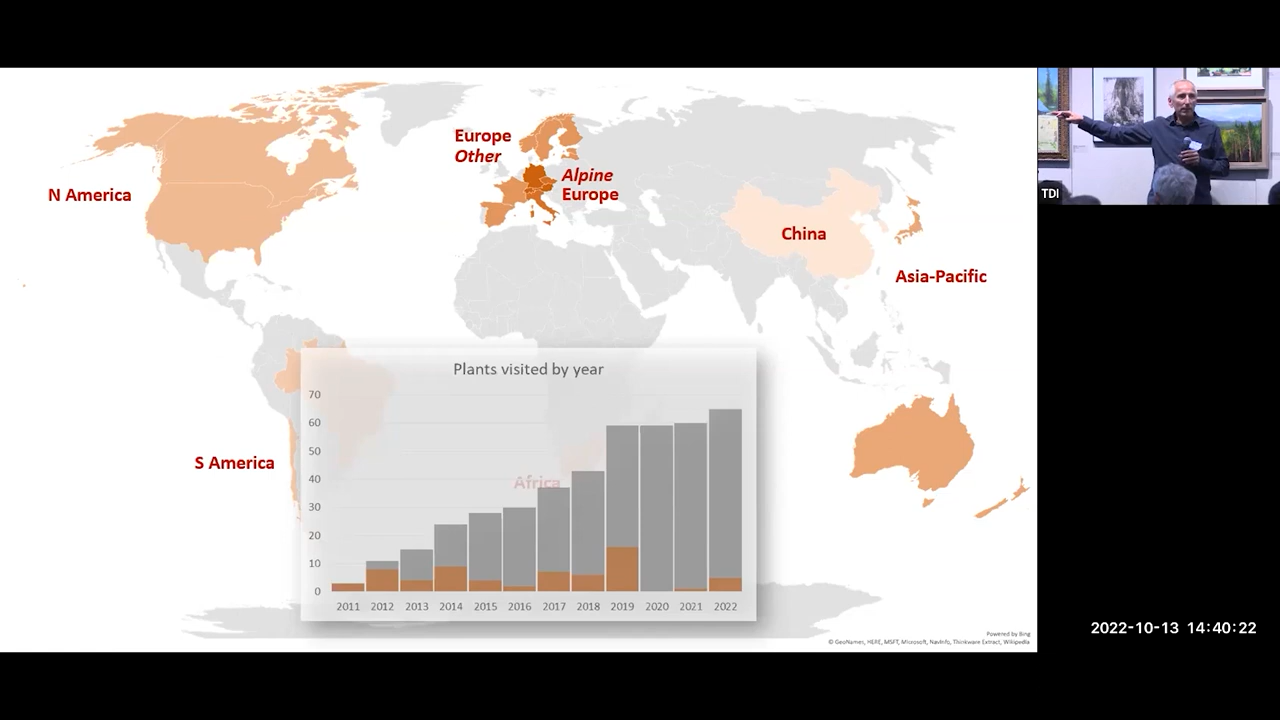 Europe
Other
Alpine
Europe
N America
China
Asia-Pacific
S America
Africa
Plants visited by year
70
60
50
40
30
20
10
0
2011 2012 2013 2014 2015 2016 2017 2018 2019 2020 2021 2022
Powered by Bing
© GeoNames, HERE, MSFT, Microsoft, NavInfo, Thinkware Extract, Wikipedia
TDI
2022-10-13 14:40:22